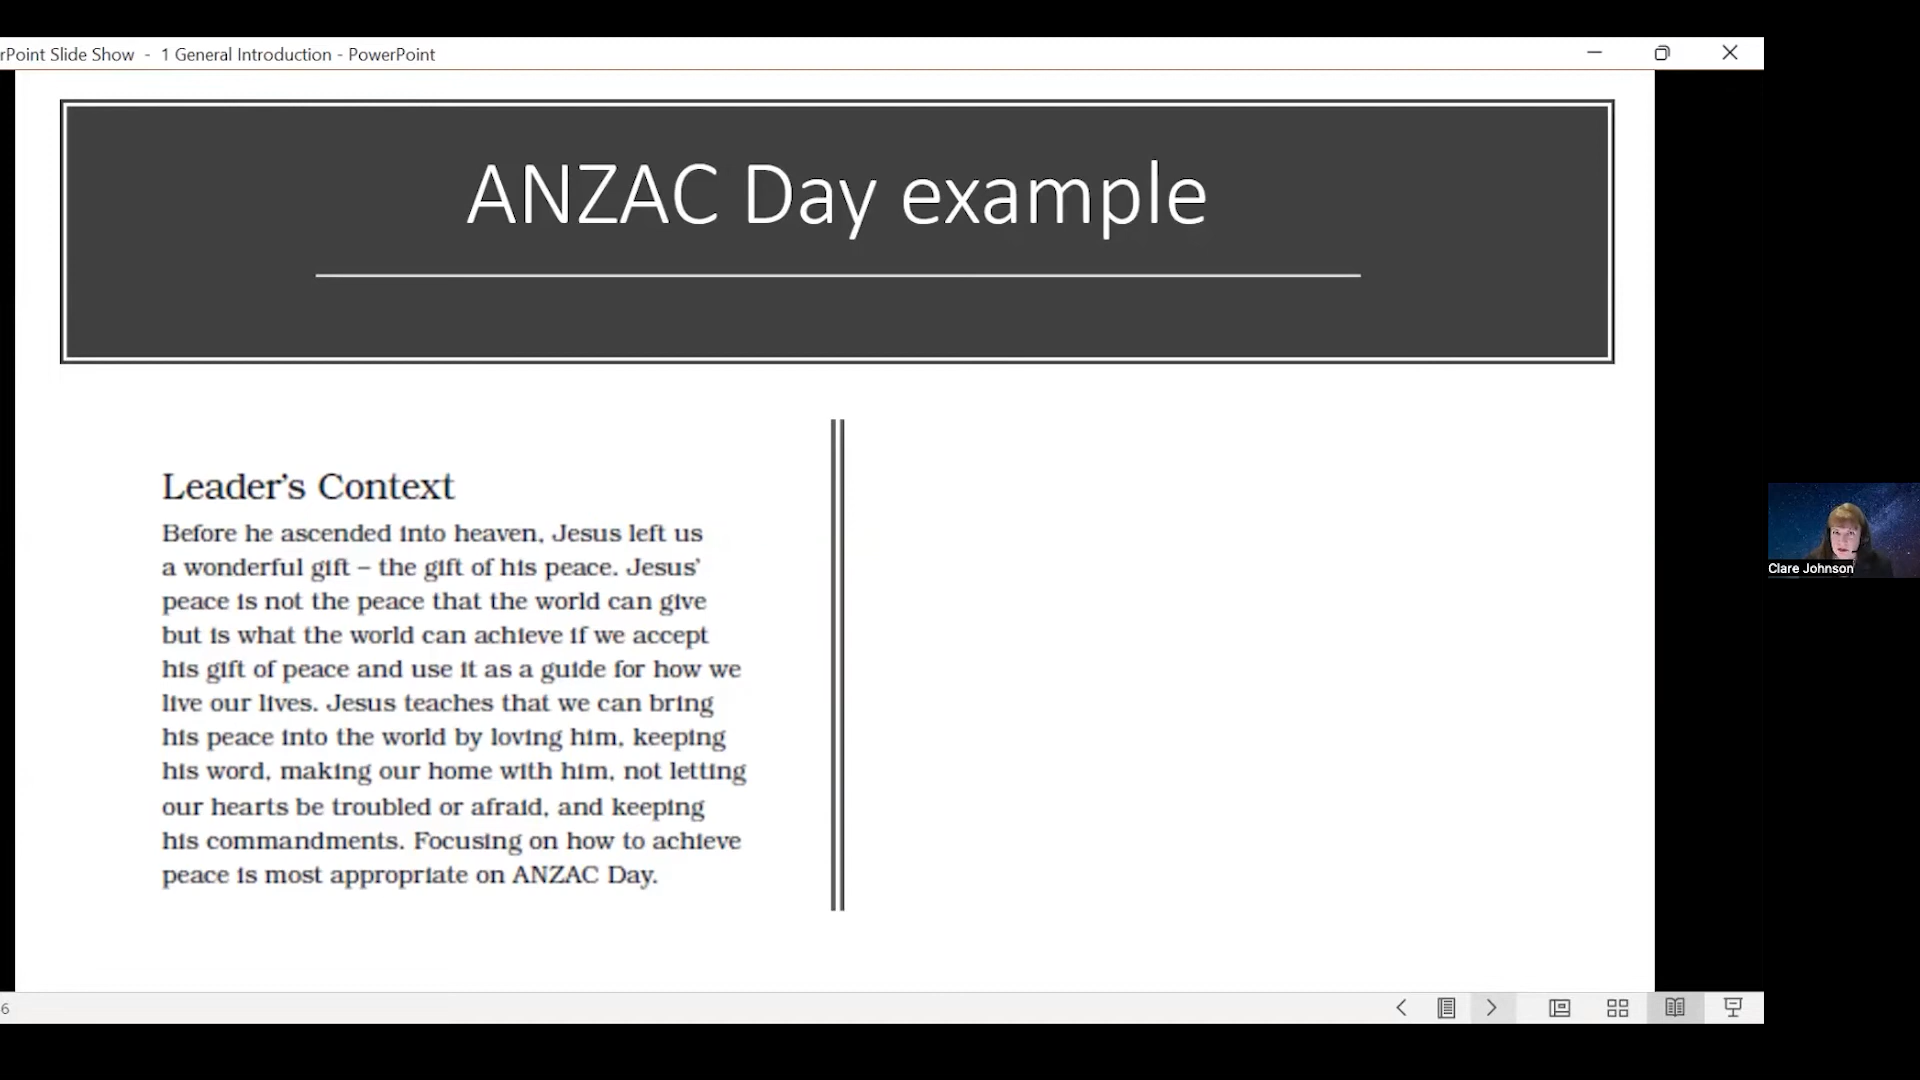 rPoint Slide Show - 1 General Introduction - PowerPoint
ANZAC Day example
Leader's Context
Before he ascended into heaven, Jesus left us
a wonderful gift – the gift of his peace. Jesus'
peace is not the peace that the world can give
but is what the world can achieve if we accept
his gift of peace and use it as a guide for how we
live our lives. Jesus teaches that we can bring
his peace into the world by loving him, keeping
his word, making our home with him, not letting
our hearts be troubled or afraid, and keeping
his commandments. Focusing on how to achieve
peace is most appropriate on ANZAC Day.
Clare Johnson
6